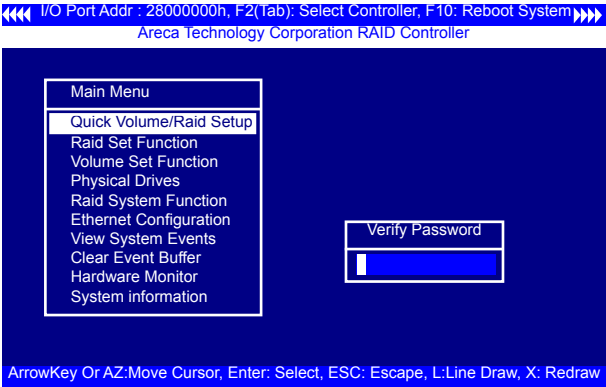 I/O Port Addr : 28000000h, F2(Tab): Select Controller, F10: Reboot System
Areca Technology Corporation RAID Controller
Main Menu
Quick Volume/Raid Setup
Raid Set Function
Volume Set Function
Physical Drives
Raid System Function
Ethernet Configuration
View System Events
Clear Event Buffer
Hardware Monitor
System information
Verify Password
ArrowKey Or AZ:Move Cursor, Enter: Select, ESC: Escape, L:Line Draw, X: Redraw